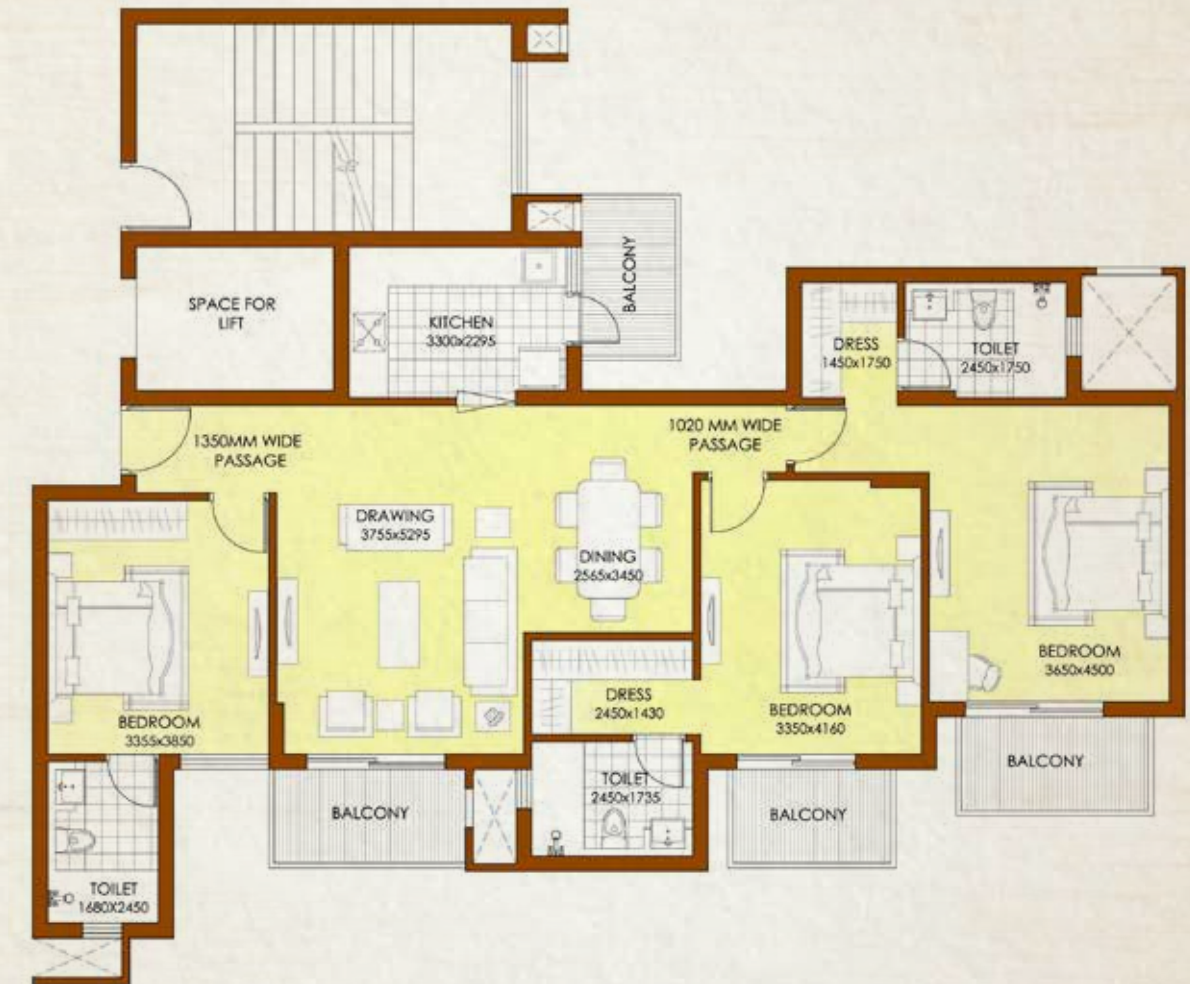 SPACE FOR
LIFT
KITCHEN
3300x2295
BALCONY
DRESS
1450x1750
TOILET
2450x1750
1350MM WIDE
PASSAGE
1020 MM WIDE
PASSAGE
DRAWING
3755x5295
DINING
2565x3450
BEDROOM
3355x3850
DRESS
2450x1430
BEDROOM
3350x4160
BEDROOM
3650x4500
TOILET
1680X2450
BALCONY
TOILET
2450x1735
BALCONY
BALCONY